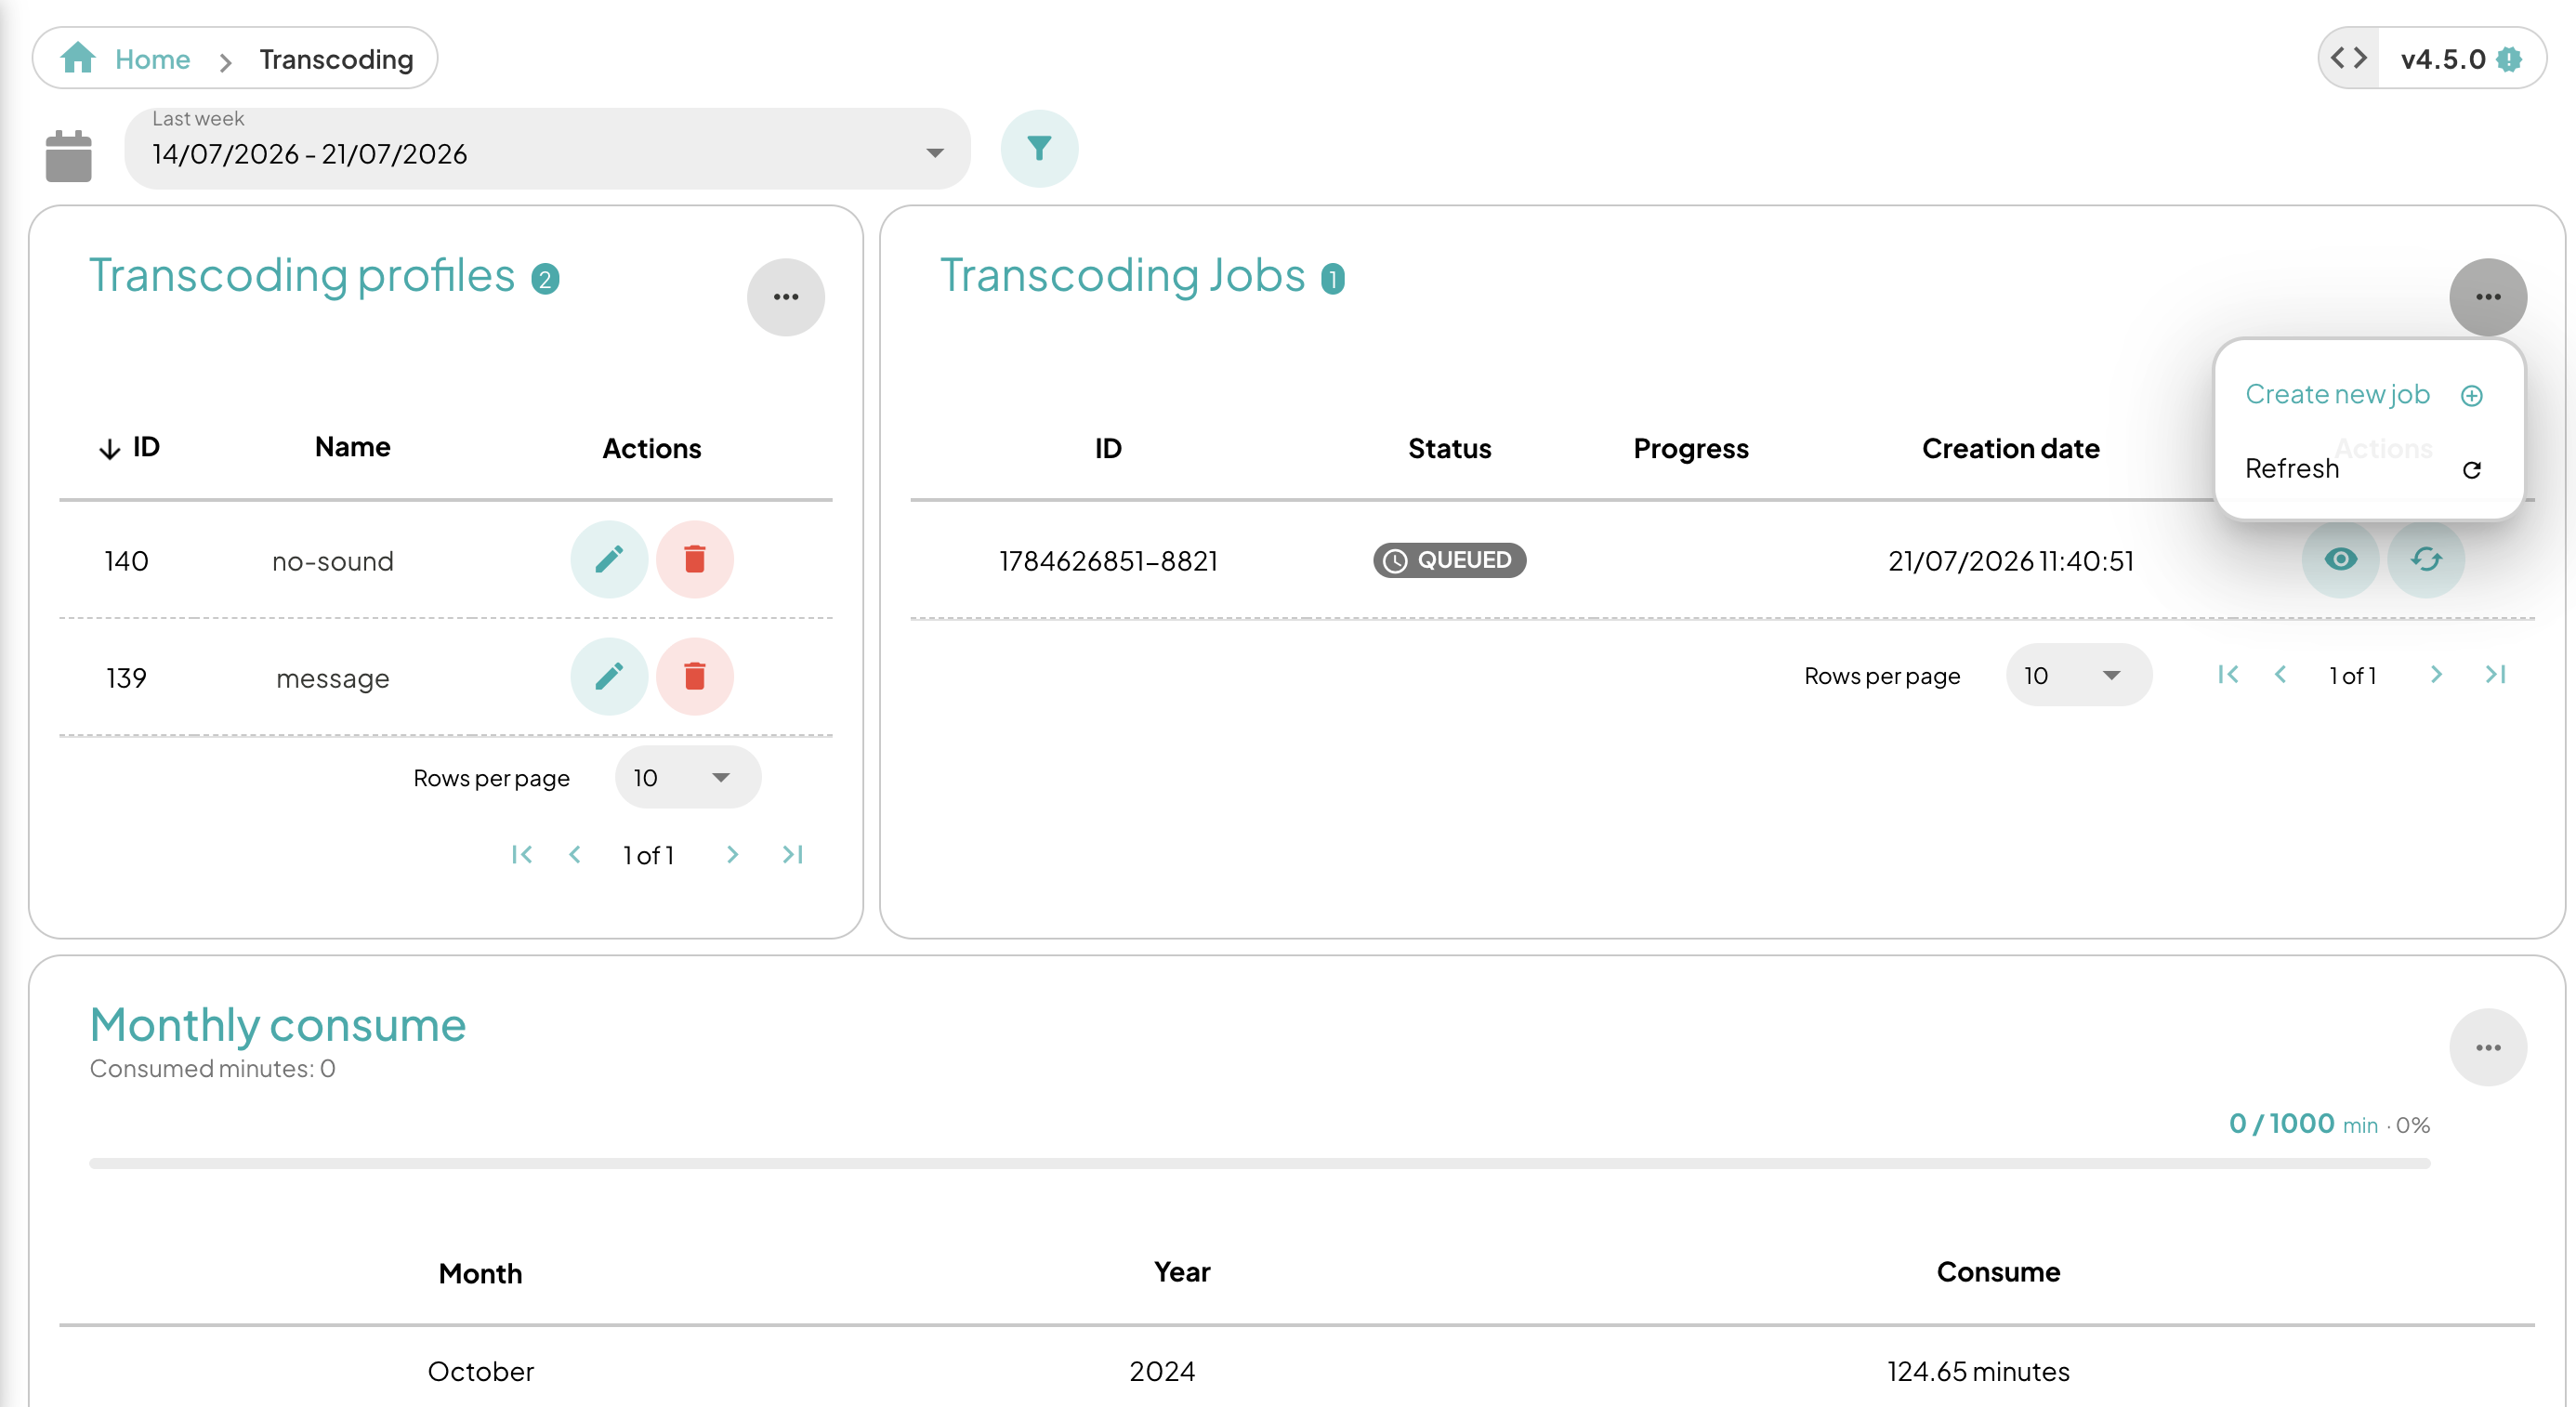 Home > Transcoding
v4.5.0
Last week
14/07/2026 - 21/07/2026
Transcoding profiles 2
ID Name Actions
140 no-sound
139 message
Rows per page 10
1 of 1
Transcoding Jobs 1
Create new job
Refresh
ID Status Progress Creation date Actions
1784626851-8821 QUEUED 21/07/2026 11:40:51
Rows per page 10 1 of 1
Monthly consume
Consumed minutes: 0
0 / 1000 min · 0%
Month Year Consume
October 2024 124.65 minutes